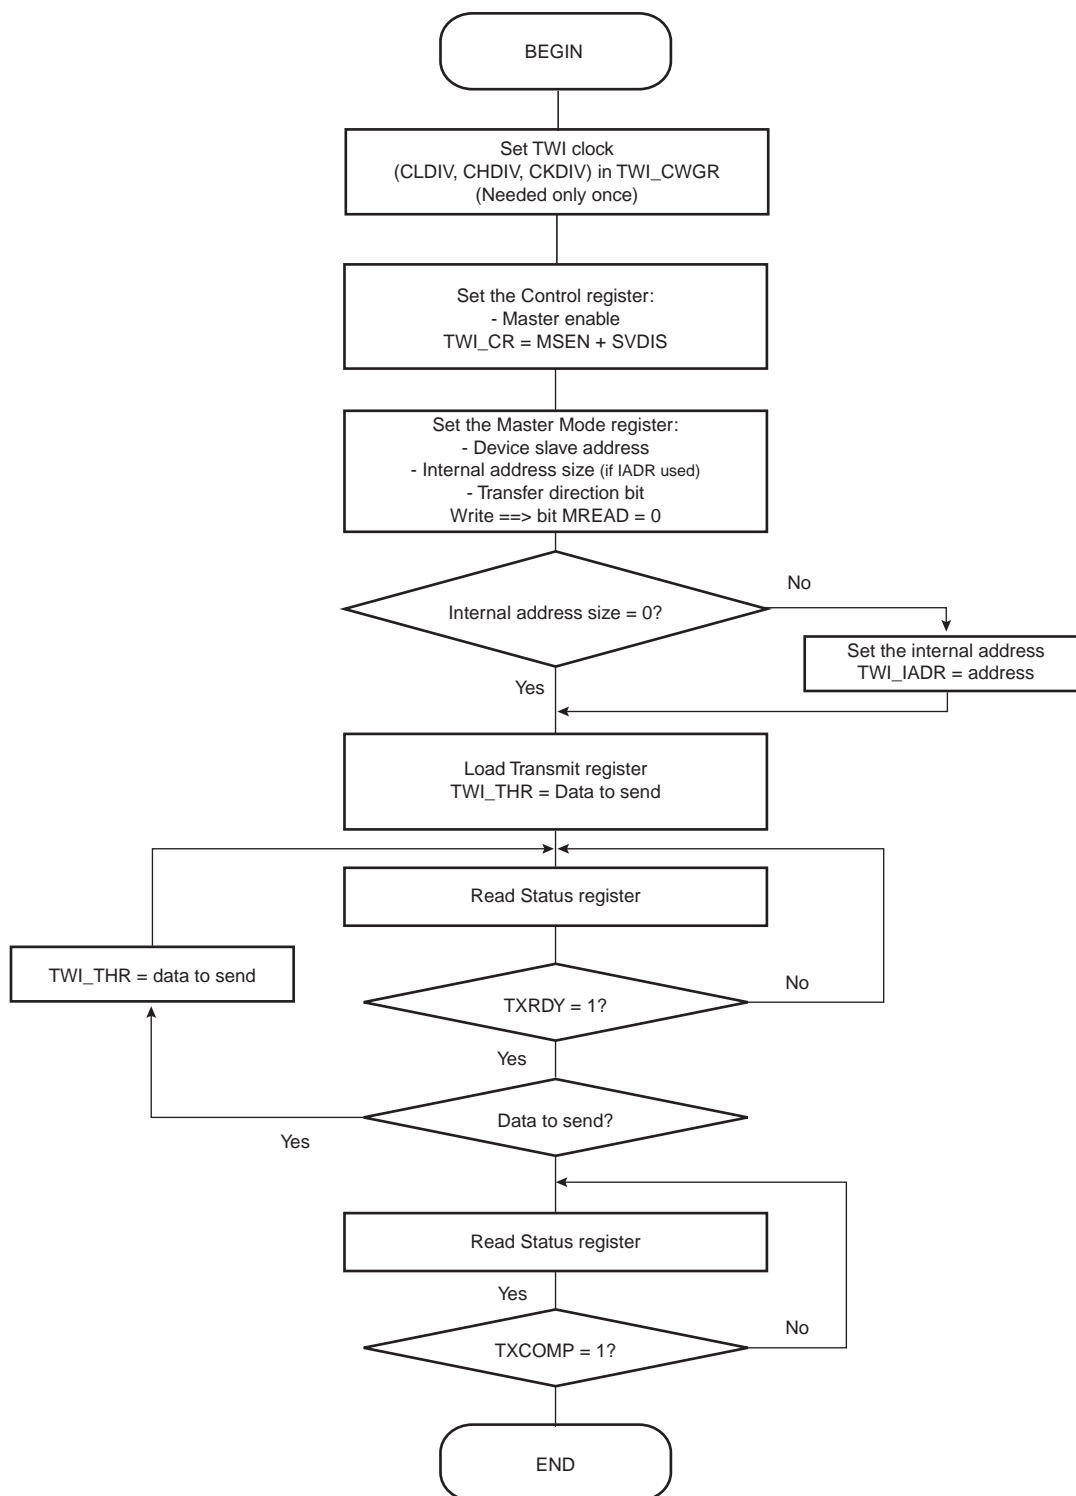 BEGIN
Set TWI clock
(CLDIV, CHDIV, CKDIV) in TWI_CWGR
(Needed only once)
Set the Control register:
- Master enable
TWI_CR = MSEN + SVDIS
Set the Master Mode register:
- Device slave address
- Internal address size (if IADR used)
- Transfer direction bit
Write ==> bit MREAD = 0
No
Internal address size = 0?
Set the internal address
TWI_IADR = address
Yes
Load Transmit register
TWI_THR = Data to send
Read Status register
TWI_THR = data to send
No
TXRDY = 1?
Yes
Data to send?
Yes
Read Status register
Yes
No
TXCOMP = 1?
END